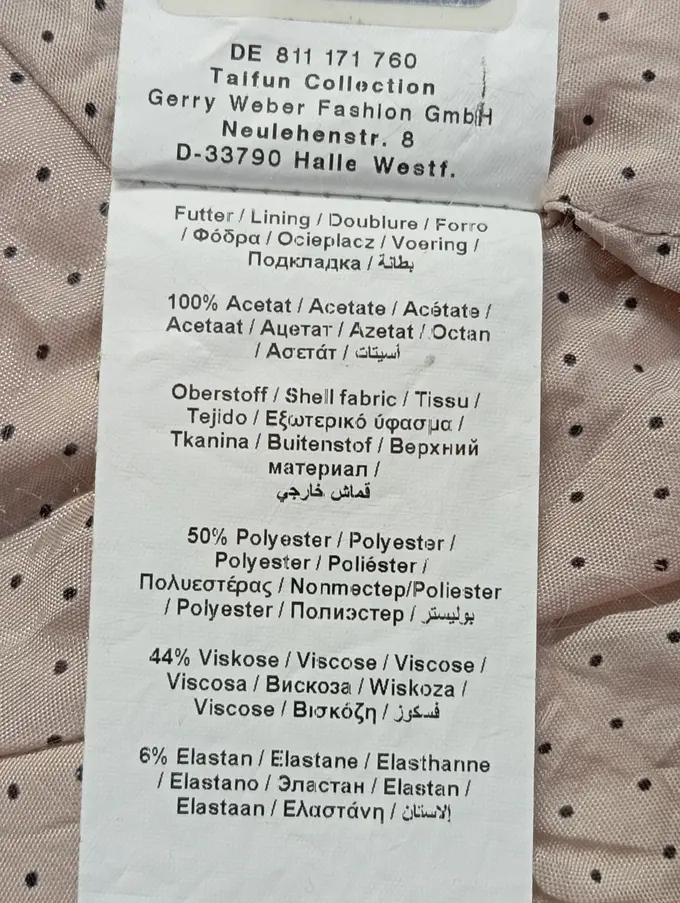 DE 811 171 760
Taifun Collection
Gerry Weber Fashion GmbH
Neulehenstr. 8
D-33790 Halle Westf.
Futter / Lining / Doublure / Forro
/ Φόδρα / Ocieplacz / Voering /
Подкладка / بطانة
100% Acetat / Acetate / Acétate /
Acetaat / Ацетат / Azetat / Octan
/ Ασετάτ / أسيتات
Oberstoff / Shell fabric / Tissu /
Tejido / Εξωτερικό ύφασμα /
Tkanina / Buitenstof / Верхний
материал /
قماش خارجي
50% Polyester / Polyester /
Polyester / Poliéster /
Πολυεστέρας / Nonmectep/Poliester
/ Polyester / Полиэстер / بوليستر
44% Viskose / Viscose / Viscose /
Viscosa / Вискоза / Wiskoza /
Viscose / Βισκόζη / فسكوز
6% Elastan / Elastane / Elasthanne
/ Elastano / Эластан / Elastan /
Elastaan / Ελαστάνη / إلاستان